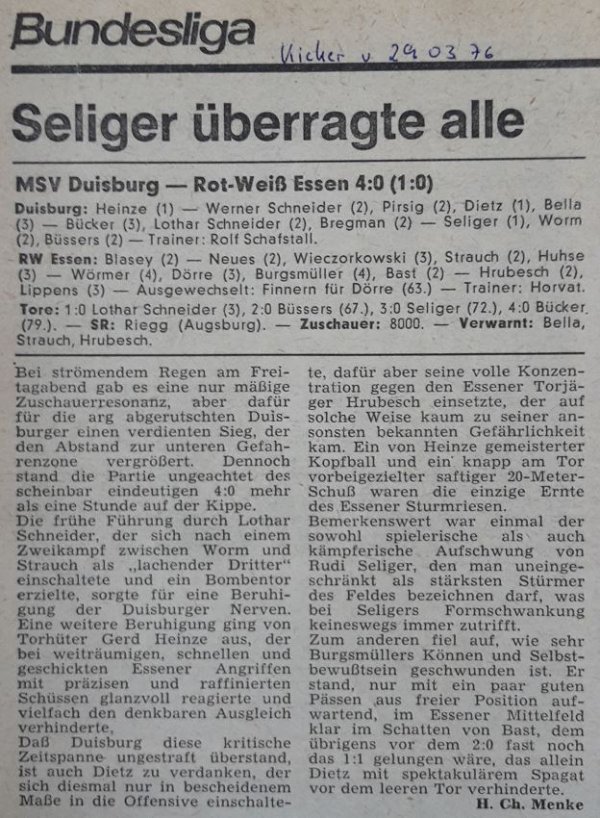 Bundesliga
Kicker v 29 03 76
Seliger überragte alle
MSV Duisburg — Rot-Weiß Essen 4:0 (1:0)
Duisburg: Heinze (1) — Werner Schneider (2), Pirsig (2), Dietz (1), Bella
(3) — Bücker (3), Lothar Schneider (2), Bregman (2) — Seliger (1), Worm
(2), Büssers (2) — Trainer: Rolf Schafstall.
RW Essen: Blasey (2) — Neues (2), Wieczorkowski (3), Strauch (2), Huhse
(3) — Wörmer (4), Dörre (3), Burgsmüller (4), Bast (2) — Hrubesch (2),
Lippens (3) — Ausgewechselt: Finnern für Dörre (63.) — Trainer: Horvat.
Tore: 1:0 Lothar Schneider (3), 2:0 Büssers (67.), 3:0 Seliger (72.), 4:0 Bücker
(79.). — SR: Riegg (Augsburg). — Zuschauer: 8000. — Verwarnt: Bella,
Strauch, Hrubesch.
Bei strömendem Regen am Frei-
tagabend gab es eine nur mäßige
Zuschauerresonanz, aber dafür
für die arg abgerutschten Duis-
burger einen verdienten Sieg, der
den Abstand zur unteren Gefah-
renzone vergrößert. Dennoch
stand die Partie ungeachtet des
scheinbar eindeutigen 4:0 mehr
als eine Stunde auf der Kippe.
Die frühe Führung durch Lothar
Schneider, der sich nach einem
Zweikampf zwischen Worm und
Strauch als „lachender Dritter“
einschaltete und ein Bombentor
erzielte, sorgte für eine Beruhi-
gung der Duisburger Nerven.
Eine weitere Beruhigung ging von
Torhüter Gerd Heinze aus, der
bei weiträumigen, schnellen und
geschickten Essener Angriffen
mit präzisen und raffinierten
Schüssen glanzvoll reagierte und
vielfach den denkbaren Ausgleich
verhinderte,
Daß Duisburg diese kritische
Zeitspanne ungestraft überstand,
ist auch Dietz zu verdanken, der
sich diesmal nur in bescheidenem
Maße in die Offensive einschalte-
te, dafür aber seine volle Konzen-
tration gegen den Essener Torjä-
ger Hrubesch einsetzte, der auf
solche Weise kaum zu seiner an-
sonsten bekannten Gefährlichkeit
kam. Ein von Heinze gemeisterter
Kopfball und ein knapp am Tor
vorbeigezielter saftiger 20-Meter-
Schuß waren die einzige Ernte
des Essener Sturmriesen.
Bemerkenswert war einmal der
sowohl spielerische als auch
kämpferische Aufschwung von
Rudi Seliger, den man uneinge-
schränkt als stärksten Stürmer
des Feldes bezeichnen darf, was
bei Seligers Formschwankung
keineswegs immer zutrifft.
Zum anderen fiel auf, wie sehr
Burgsmüllers Können und Selbst-
bewußtsein geschwunden ist. Er
stand, nur mit ein paar guten
Pässen aus freier Position auf-
wartend, im Essener Mittelfeld
klar im Schatten von Bast, dem
übrigens vor dem 2:0 fast noch
das 1:1 gelungen wäre, das allein
Dietz mit spektakulärem Spagat
vor dem leeren Tor verhinderte.
H. Ch. Menke